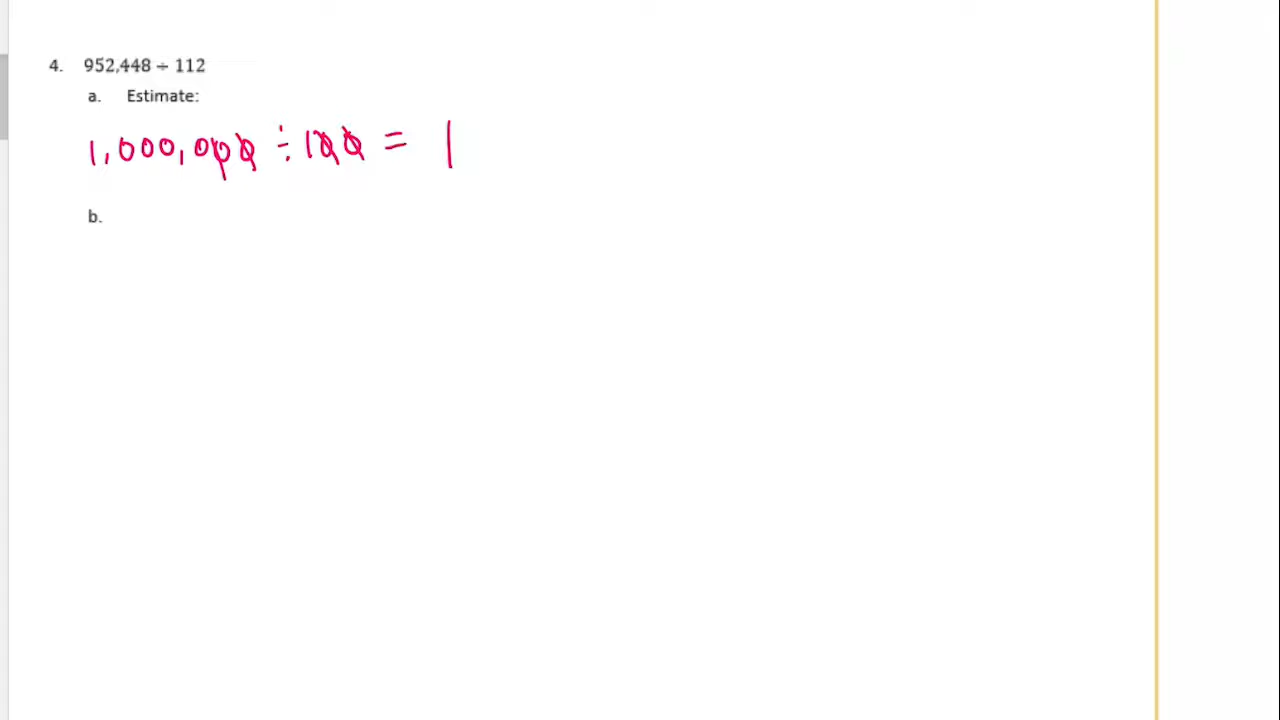 4. 952,448 ÷ 112
a. Estimate:
1,000,000 ÷ 100 = 1
b.